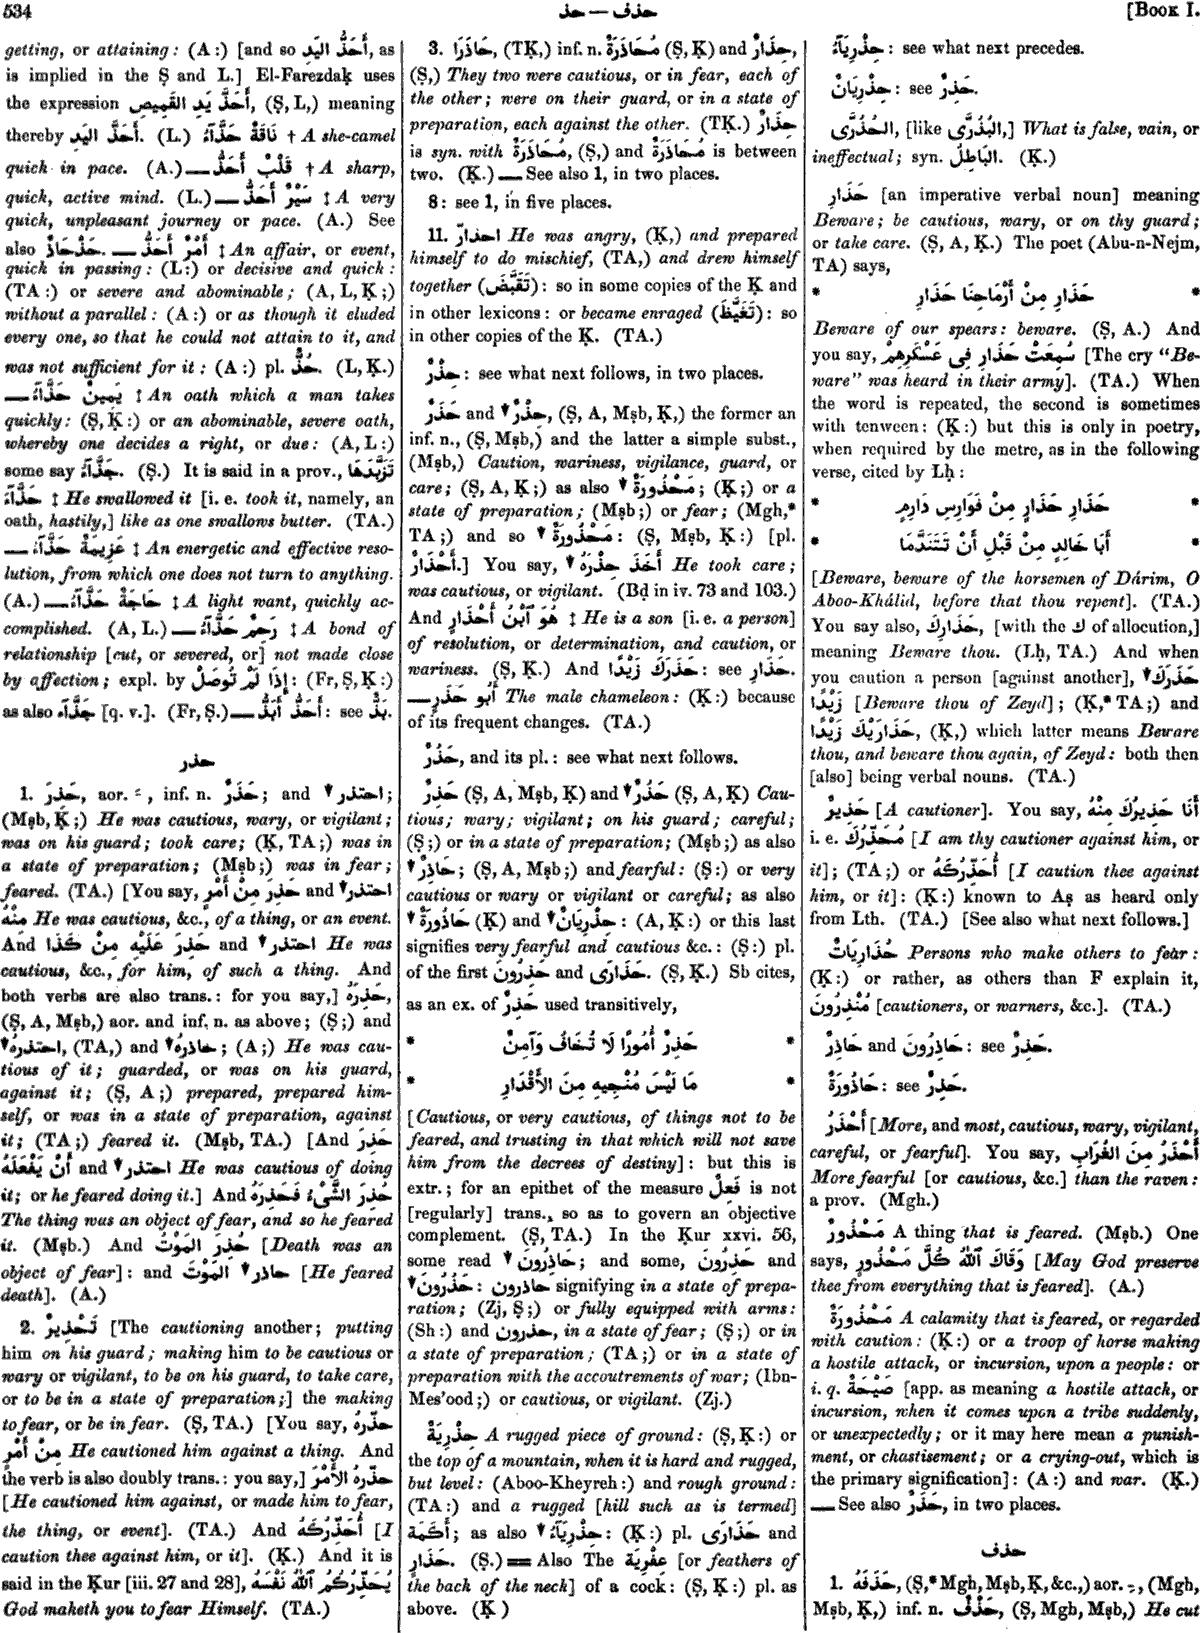 534
حذ — حذف
[Book I.
getting, or attaining: (A:) [and so أَحَذُّ اليَدِ, as
is implied in the Ṣ and L.] El-Farezdaḳ uses
the expression أَحَذَّ يَدِ القَمِيصِ, (Ṣ, L,) meaning
thereby أَحَذَّ اليَدِ. (L.) نَاقَةٌ حَذَّآءُ † A she-camel
quick in pace. (A.) — قَلْبٌ أَحَذُّ † A sharp,
quick, active mind. (L.) — سَيْرٌ أَحَذُّ ‡ A very
quick, unpleasant journey or pace. (A.) See
also حَذْحَاذٌ. — أَمْرٌ أَحَذُّ ‡ An affair, or event,
quick in passing: (L:) or decisive and quick:
(TA:) or severe and abominable; (A, L, Ḳ;)
without a parallel: (A:) or as though it eluded
every one, so that he could not attain to it, and
was not sufficient for it: (A:) pl. حُذٌّ. (L, Ḳ.)
— يَمِينٌ حَذَّآءُ ‡ An oath which a man takes
quickly: (Ṣ, Ḳ:) or an abominable, severe oath,
whereby one decides a right, or due: (A, L:)
some say جَذَّآءُ. (Ṣ.) It is said in a prov., تَزَبَّدَهَا
حَذَّآءَ ‡ He swallowed it [i. e. took it, namely, an
oath, hastily,] like as one swallows butter. (TA.)
— عَزِيمَةٌ حَذَّآءُ ‡ An energetic and effective reso-
lution, from which one does not turn to anything.
(A.) — حَاجَةٌ حَذَّآءُ ‡ A light want, quickly ac-
complished. (A, L.) — رَحِمٌ حَذَّآءُ ‡ A bond of
relationship [cut, or severed, or] not made close
by affection; expl. by إِذَا لَمْ تُوصَلْ: (Fr, Ṣ, Ḳ:)
as also جَذَّآءُ [q. v.]. (Fr, Ṣ.) — أَحَذُّ أَبَذُّ: see بَذٌّ.
حذر
1. حَذِرَ, aor. ـَ, inf. n. حَذَرٌ; and ▼ احتذر;
(Mṣb, Ḳ;) He was cautious, wary, or vigilant;
was on his guard; took care; (Ḳ, TA;) was in
a state of preparation; (Mṣb;) was in fear;
feared. (TA.) [You say, حَذِرَ مِنْ أَمْرٍ and ▼ احتذر
مِنْهُ He was cautious, &c., of a thing, or an event.
And حَذِرَ عَلَيْهِ مِنْ كَذَا and ▼ احتذر He was
cautious, &c., for him, of such a thing. And
both verbs are also trans.: for you say,] حَذِرَهُ,
(Ṣ, A, Mṣb,) aor. and inf. n. as above; (Ṣ;) and
▼ احتذرهُ, (TA,) and ▼ حاذرهُ; (A;) He was cau-
tious of it; guarded, or was on his guard,
against it; (Ṣ, A;) prepared, prepared him-
self, or was in a state of preparation, against
it; (TA;) feared it. (Mṣb, TA.) [And حَذِرَ
أَنْ يَفْعَلَهُ and ▼ احتذر He was cautious of doing
it; or he feared doing it.] And حُذِرَ الشَّىْءُ فَحَذِرَهُ
The thing was an object of fear, and so he feared
it. (Mṣb.) And حُذِرَ المَوْتُ [Death was an
object of fear]: and ▼ حاذر المَوْتَ [He feared
death]. (A.)
2. تَحْذِيرٌ [The cautioning another; putting
him on his guard; making him to be cautious or
wary or vigilant, to be on his guard, to take care,
or to be in a state of preparation;] the making
to fear, or be in fear. (Ṣ, TA.) [You say, حذّرهُ
مِنْ أَمْرٍ He cautioned him against a thing. And
the verb is also doubly trans.: you say,] حذّرهُ الأَمْرَ
[He cautioned him against, or made him to fear,
the thing, or event]. (TA.) And أُحَذِّرُكَهُ [I
caution thee against him, or it]. (Ḳ.) And it is
said in the Ḳur [iii. 27 and 28], يُحَذِّرُكُمُ ٱللّٰهُ نَفْسَهُ
God maketh you to fear Himself. (TA.)
3. حَاذَرَا, (TḲ,) inf. n. مُحَاذَرَةٌ (Ṣ, Ḳ) and حِذَارٌ,
(Ṣ,) They two were cautious, or in fear, each of
the other; were on their guard, or in a state of
preparation, each against the other. (TḲ.) حِذَارٌ
is syn. with مُحَاذَرَةٌ, (Ṣ,) and مُحَاذَرَةٌ is between
two. (Ḳ.) — See also 1, in two places.
8: see 1, in five places.
11. احذارّ He was angry, (Ḳ,) and prepared
himself to do mischief, (TA,) and drew himself
together (تَقَبَّضَ): so in some copies of the Ḳ and
in other lexicons: or became enraged (تَغَيَّظَ): so
in other copies of the Ḳ. (TA.)
حِذْرٌ: see what next follows, in two places.
حَذَرٌ and ▼ حِذْرٌ, (Ṣ, A, Mṣb, Ḳ,) the former an
inf. n., (Ṣ, Mṣb,) and the latter a simple subst.,
(Mṣb,) Caution, wariness, vigilance, guard, or
care; (Ṣ, A, Ḳ;) as also ▼ مَحْذُورَةٌ; (Ḳ;) or a
state of preparation; (Mṣb;) or fear; (Mgh,*
TA;) and so ▼ مَحْذُورَةٌ: (Ṣ, Mṣb, Ḳ:) [pl.
أَحْذَارٌ.] You say, أَخَذَ حِذْرَهُ ▼ He took care;
was cautious, or vigilant. (Bḍ in iv. 73 and 103.)
And هُوَ ٱبْنُ أَحْذَارٍ ‡ He is a son [i. e. a person]
of resolution, or determination, and caution, or
wariness. (Ṣ, Ḳ.) And حَذَرَكَ زَيْدًا: see حَذَارِ.
— أَبُو حَذَرٍ The male chameleon: (Ḳ:) because
of its frequent changes. (TA.)
حَذُرٌ, and its pl.: see what next follows.
حَذِرٌ (Ṣ, A, Mṣb, Ḳ) and ▼ حَذُرٌ (Ṣ, A, Ḳ) Cau-
tious; wary; vigilant; on his guard; careful;
(Ṣ;) or in a state of preparation; (Mṣb;) as also
▼ حَاذِرٌ; (Ṣ, A, Mṣb;) and fearful: (Ṣ:) or very
cautious or wary or vigilant or careful; as also
▼ حَاذُورَةٌ (Ḳ) and ▼ حِذْرِيَانٌ: (A, Ḳ:) or this last
signifies very fearful and cautious &c.: (Ṣ:) pl.
of the first حَذِرُونَ and حَذَارَى. (Ṣ, Ḳ.) Sb cites,
as an ex. of حَذِرٌ used transitively,
* حَذِرٌ أُمُورًا لَا تُخَافُ وَآمِنٌ *
* مَا لَيْسَ مُنْجِيهِ مِنَ الأَقْدَارِ *
[Cautious, or very cautious, of things not to be
feared, and trusting in that which will not save
him from the decrees of destiny]: but this is
extr.; for an epithet of the measure فَعِلٌ is not
[regularly] trans., so as to govern an objective
complement. (Ṣ, TA.) In the Ḳur xxvi. 56,
some read ▼ حَاذِرُونَ; and some, حَذِرُونَ and
▼ حَذُرُونَ: حاذرون signifying in a state of prepa-
ration; (Zj, Ṣ;) or fully equipped with arms:
(Sh:) and حذرون, in a state of fear; (Ṣ;) or in
a state of preparation; (TA;) or in a state of
preparation with the accoutrements of war; (Ibn-
Mes'ood;) or cautious, or vigilant. (Zj.)
حِذْرِيَةٌ A rugged piece of ground: (Ṣ, Ḳ:) or
the top of a mountain, when it is hard and rugged,
but level: (Aboo-Kheyreh:) and rough ground:
(TA:) and a rugged [hill such as is termed]
أَكَمَة; as also ▼ حِذْرِيَآءُ: (Ḳ:) pl. حَذَارَى and
حَذَارٍ. (Ṣ.) = Also The عِفْرِيَة [or feathers of
the back of the neck] of a cock: (Ṣ, Ḳ:) pl. as
above. (Ḳ)
حِذْرِيَآءُ: see what next precedes.
حِذْرِيَانٌ: see حَذِرٌ.
الحُذُرَّى, [like البُذُرَّى,] What is false, vain, or
ineffectual; syn. البَاطِلُ. (Ḳ.)
حَذَارِ [an imperative verbal noun] meaning
Beware; be cautious, wary, or on thy guard;
or take care. (Ṣ, A, Ḳ.) The poet (Abu-n-Nejm,
TA) says,
* حَذَارِ مِنْ أَرْمَاحِنَا حَذَارِ *
Beware of our spears: beware. (Ṣ, A.) And
you say, سُمِعَتْ حَذَارِ فِى عَسْكَرِهِمْ [The cry "Be-
ware" was heard in their army]. (TA.) When
the word is repeated, the second is sometimes
with tenween: (Ḳ:) but this is only in poetry,
when required by the metre, as in the following
verse, cited by Lḥ:
* حَذَارِ حَذَارٍ مِنْ فَوَارِسِ دَارِمٍ *
* أَبَا خَالِدٍ مِنْ قَبْلِ أَنْ تَتَنَدَّمَا *
[Beware, beware of the horsemen of Dárim, O
Aboo-Khálid, before that thou repent]. (TA.)
You say also, حَذَارِكَ, [with the ك of allocution,]
meaning Beware thou. (Lḥ, TA.) And when
you caution a person [against another], ▼ حَذَرَكَ
زَيْدًا [Beware thou of Zeyd]; (Ḳ,* TA;) and
حَذَارَيْكَ زَيْدًا, (Ḳ,) which latter means Beware
thou, and beware thou again, of Zeyd: both then
[also] being verbal nouns. (TA.)
حَذِيرٌ [A cautioner]. You say, أَنَا حَذِيرُكَ مِنْهُ
i. e. مُحَذِّرُكَ [I am thy cautioner against him, or
it]; (TA;) or أُحَذِّرُكَهُ [I caution thee against
him, or it]: (Ḳ:) known to Aṣ as heard only
from Lth. (TA.) [See also what next follows.]
حُذَارِيَاتٌ Persons who make others to fear:
(Ḳ:) or rather, as others than F explain it,
مُنْذِرُونَ [cautioners, or warners, &c.]. (TA.)
حَاذِرٌ and حَاذِرُونَ: see حَذِرٌ.
حَاذُورَةٌ: see حَذِرٌ.
أَحْذَرُ [More, and most, cautious, wary, vigilant,
careful, or fearful]. You say, أَحْذَرُ مِنَ الغُرَابِ
More fearful [or cautious, &c.] than the raven:
a prov. (Mgh.)
مَحْذُورٌ A thing that is feared. (Mṣb.) One
says, وَقَاكَ ٱللّٰهُ كُلَّ مَحْذُورٍ [May God preserve
thee from everything that is feared]. (A.)
مَحْذُورَةٌ A calamity that is feared, or regarded
with caution: (Ḳ:) or a troop of horse making
a hostile attack, or incursion, upon a people: or
i. q. صَيْحَةٌ [app. as meaning a hostile attack, or
incursion, when it comes upon a tribe suddenly,
or unexpectedly; or it may here mean a punish-
ment, or chastisement; or a crying-out, which is
the primary signification]: (A:) and war. (Ḳ.)
— See also حَذَرٌ, in two places.
حذف
1. حَذَفَهُ, (Ṣ,* Mgh, Mṣb, Ḳ, &c.,) aor. ـِ, (Mgh,
Mṣb, Ḳ,) inf. n. حَذْفٌ, (Ṣ, Mgh, Mṣb,) He cut